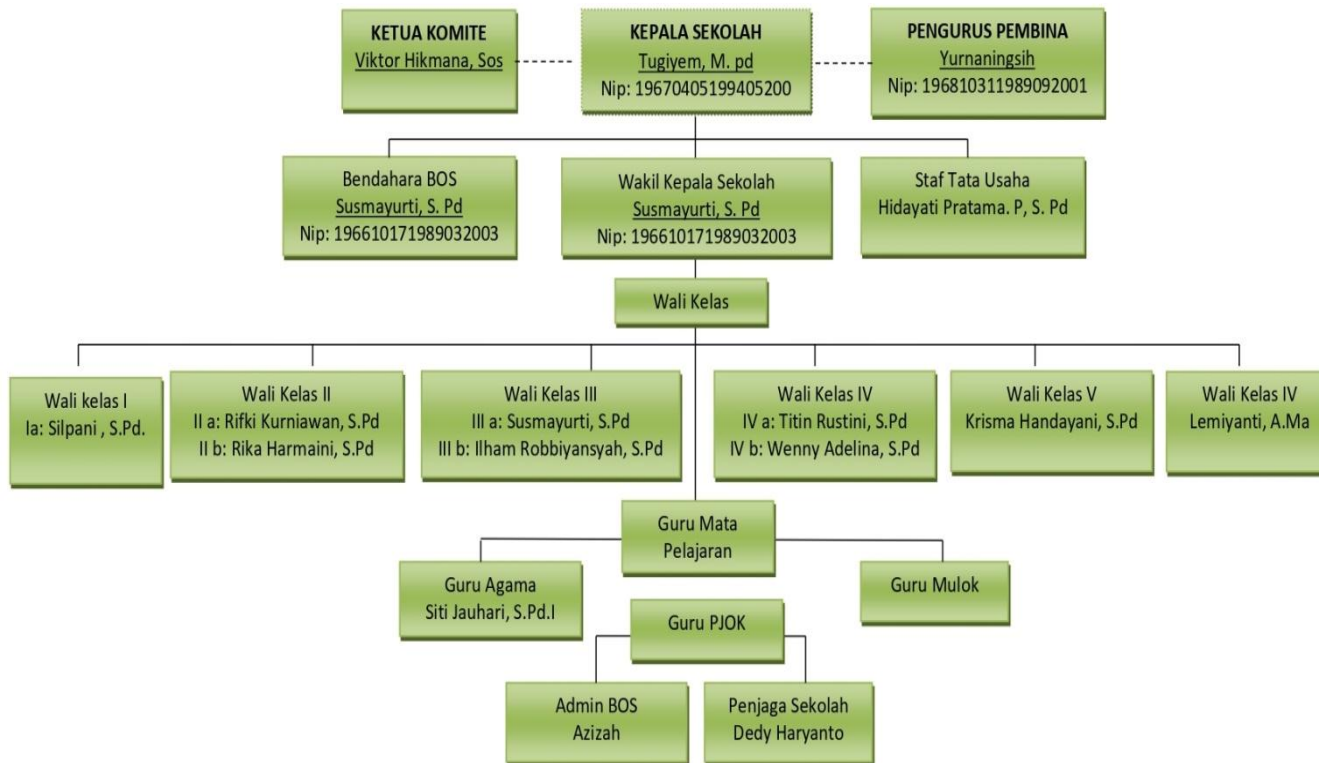 KETUA KOMITE
Viktor Hikmana, Sos
KEPALA SEKOLAH
Tugiyem, M. pd
Nip: 19670405199405200
PENGURUS PEMBINA
Yurnaningsih
Nip: 196810311989092001
Bendahara BOS
Susmayurti, S. Pd
Nip: 196610171989032003
Wakil Kepala Sekolah
Susmayurti, S. Pd
Nip: 196610171989032003
Staf Tata Usaha
Hidayati Pratama. P, S. Pd
Wali Kelas
Wali kelas I
Ia: Silpani , S.Pd.
Wali Kelas II
II a: Rifki Kurniawan, S.Pd
II b: Rika Harmaini, S.Pd
Wali Kelas III
III a: Susmayurti, S.Pd
III b: Ilham Robbiyansyah, S.Pd
Wali Kelas IV
IV a: Titin Rustini, S.Pd
IV b: Wenny Adelina, S.Pd
Wali Kelas V
Krisma Handayani, S.Pd
Wali Kelas IV
Lemiyanti, A.Ma
Guru Mata
Pelajaran
Guru Agama
Siti Jauhari, S.Pd.I
Guru Mulok
Guru PJOK
Admin BOS
Azizah
Penjaga Sekolah
Dedy Haryanto